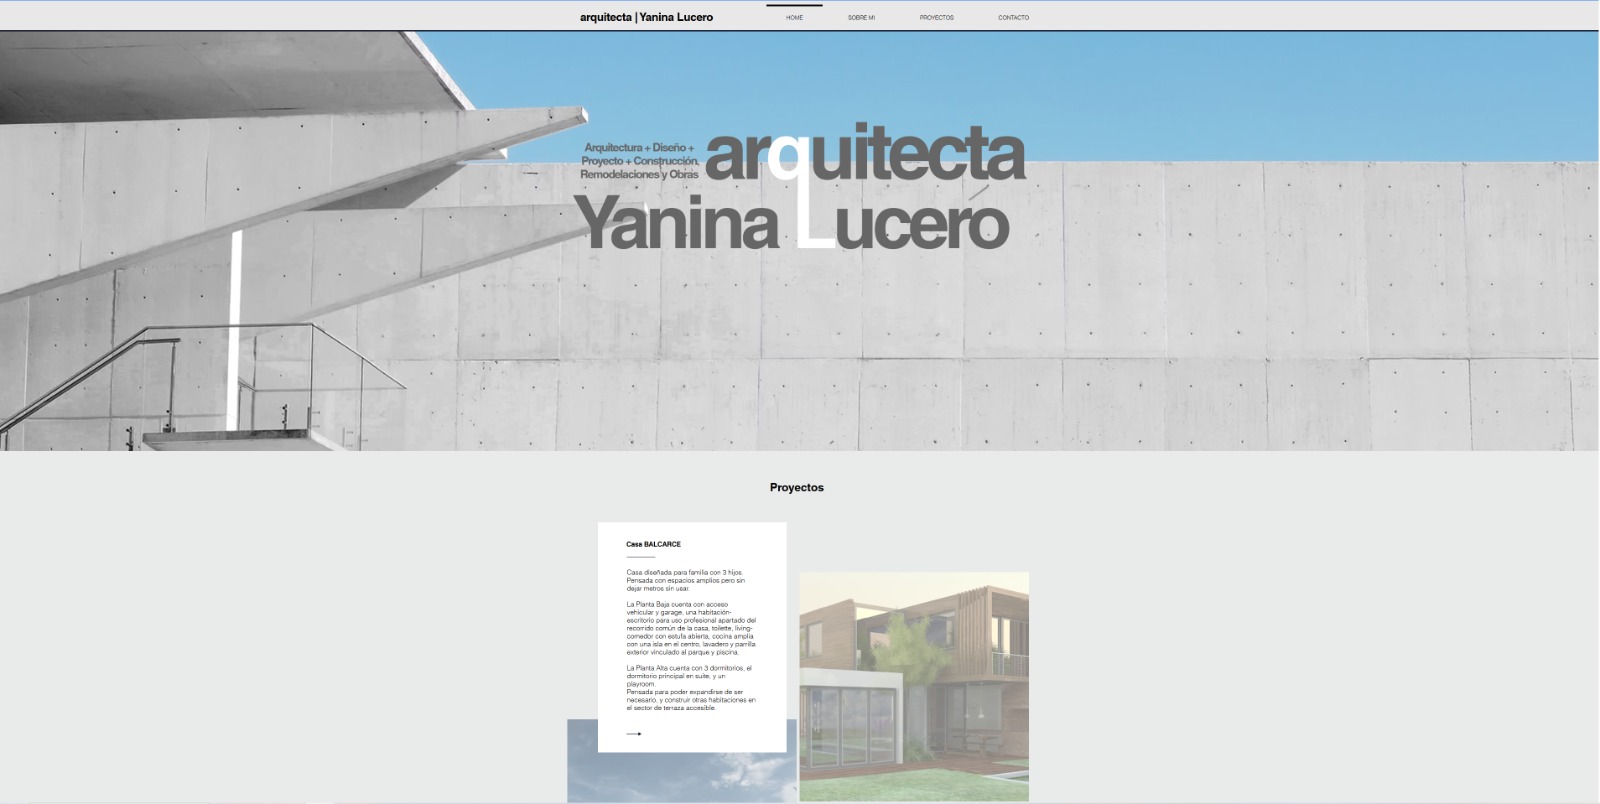 arquitecta | Yanina Lucero
HOME
SOBRE MI
PROYECTOS
CONTACTO
Arquitectura + Diseño +
Proyecto + Construcción,
Remodelaciones y Obras
arquitecta
Yanina Lucero
Proyectos
Casa BALCARCE
Casa diseñada para familia con 3 hijos.
Pensada con espacios amplios pero sin
dejar metros sin usar.
La Planta Baja cuenta con acceso
vehicular y garage, una habitación-
escritorio para uso profesional apartado del
recorrido común de la casa, toilette, living-
comedor con estufa abierta, cocina amplia
con una isla en el centro, lavadero y parrilla
exterior vinculado al parque y piscina.
La Planta Alta cuenta con 3 dormitorios, el
dormitorio principal en suite, y un
playroom.
Pensada para poder expandirse de ser
necesario, y construir otras habitaciones en
el sector de terraza accesible.